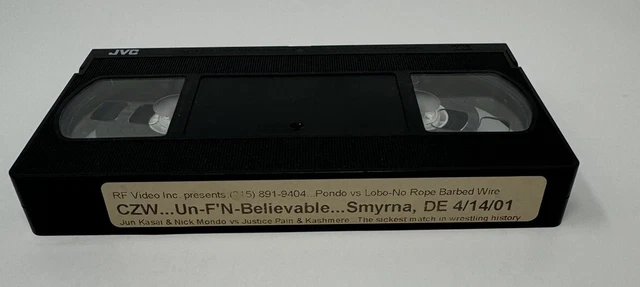 JVC
RF Video Inc. presents:(215) 891-9404...Pondo vs Lobo-No Rope Barbed Wire
CZW...Un-F'N-Believable...Smyrna, DE 4/14/01
Jun Kasai & Nick Mondo vs Justice Pain & Kashmere...The sickest match in wrestling history